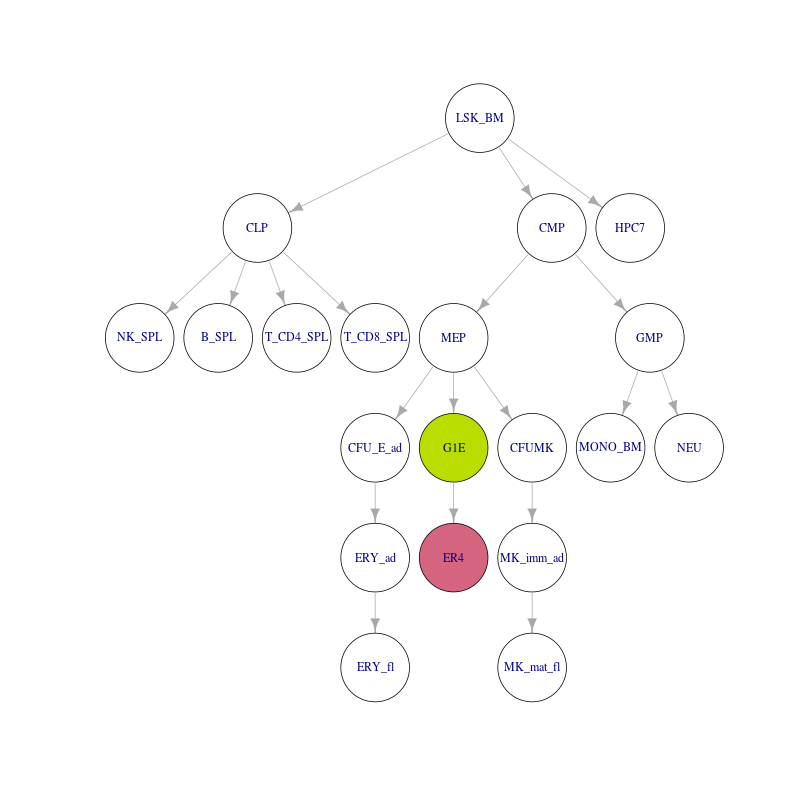 LSK_BM
CLP
CMP
HPC7
NK_SPL
B_SPL
T_CD4_SPL
T_CD8_SPL
MEP
GMP
CFU_E_ad
G1E
CFUMK
MONO_BM
NEU
ERY_ad
ER4
MK_imm_ad
ERY_fl
MK_mat_fl